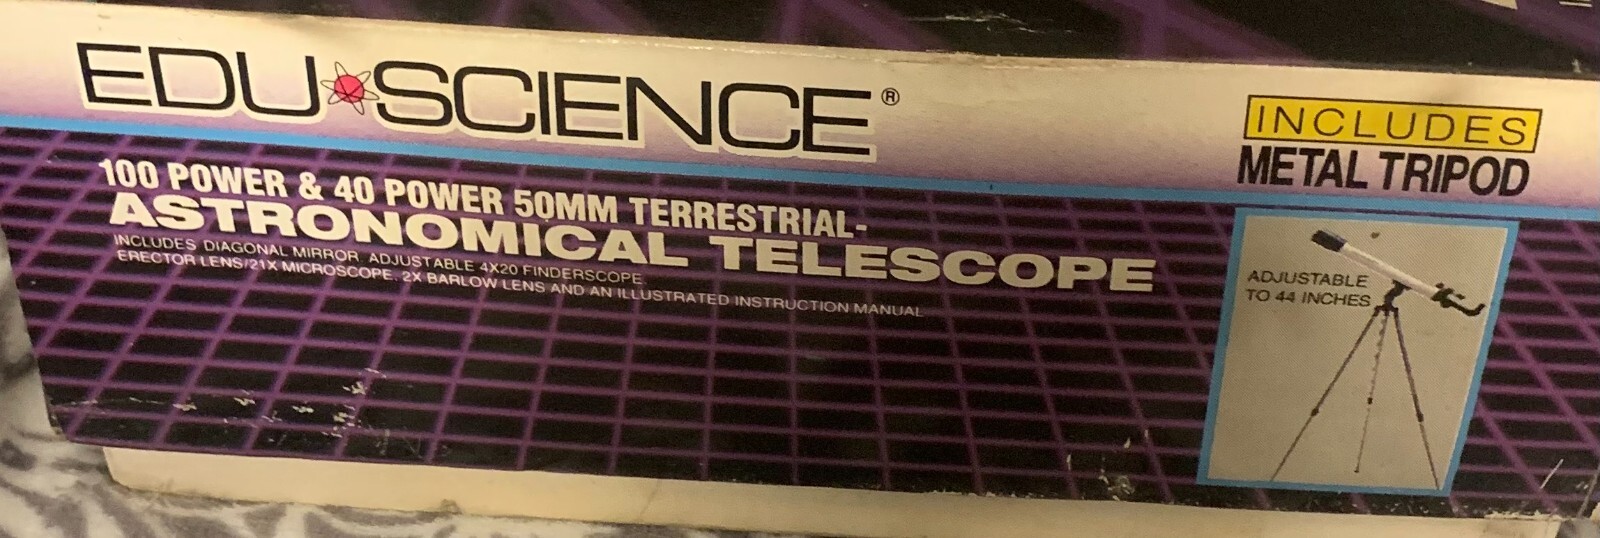 EDU SCIENCE®
INCLUDES
METAL TRIPOD
100 POWER & 40 POWER 50MM TERRESTRIAL-
ASTRONOMICAL TELESCOPE
INCLUDES DIAGONAL MIRROR, ADJUSTABLE 4X20 FINDERSCOPE,
ERECTOR LENS/21X MICROSCOPE, 2X BARLOW LENS AND AN ILLUSTRATED INSTRUCTION MANUAL
ADJUSTABLE
TO 44 INCHES